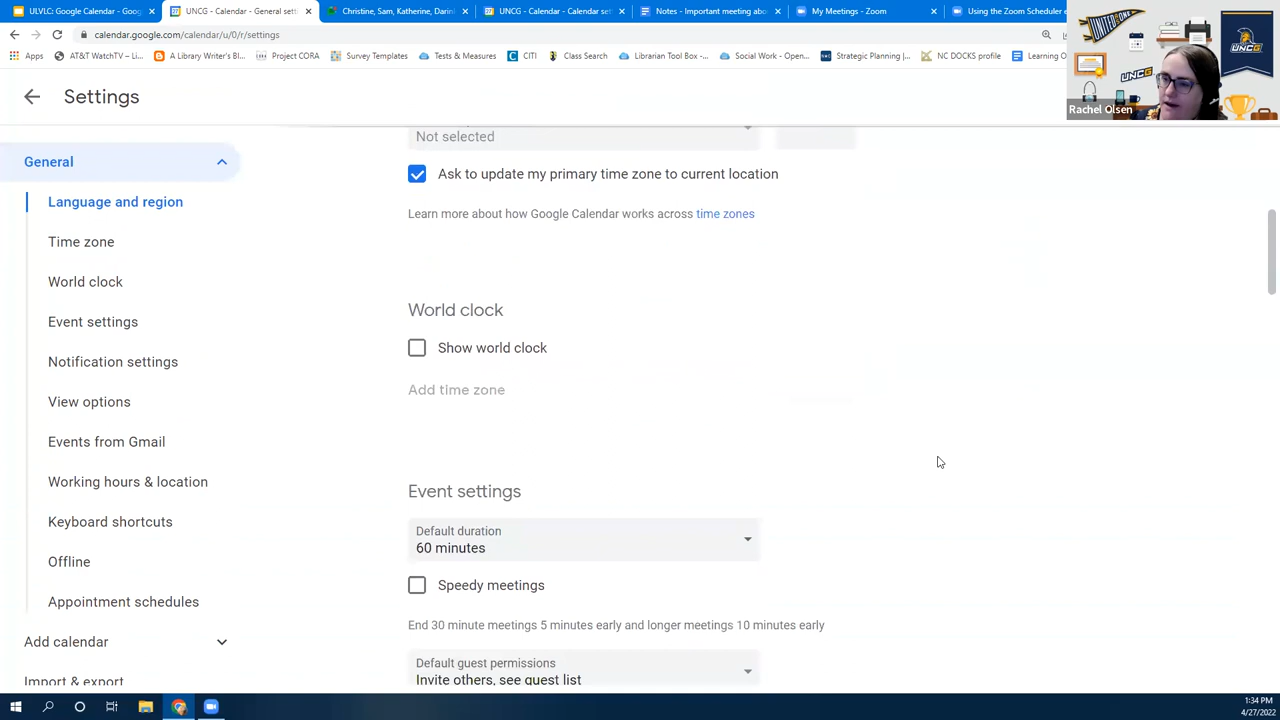 ULVLC: Google Calendar - Goog
UNCG - Calendar - General sett
Christine, Sam, Katherine, Darin
UNCG - Calendar - Calendar set
Notes - Important meeting abo
My Meetings - Zoom
Using the Zoom Scheduler e
calendar.google.com/calendar/u/0/r/settings
Apps
AT&T WatchTV – Li...
A Library Writer's Bl...
Project CORA
Survey Templates
Tests & Measures
CITI
Class Search
Librarian Tool Box -...
Social Work - Open...
Strategic Planning |...
NC DOCKS profile
Learning O
UNITED & ONE
UNCG
UNCG
Rachel Olsen
Settings
General
Language and region
Time zone
World clock
Event settings
Notification settings
View options
Events from Gmail
Working hours & location
Keyboard shortcuts
Offline
Appointment schedules
Add calendar
Import & export
Not selected
Ask to update my primary time zone to current location
Learn more about how Google Calendar works across time zones
World clock
Show world clock
Add time zone
Event settings
Default duration
60 minutes
Speedy meetings
End 30 minute meetings 5 minutes early and longer meetings 10 minutes early
Default guest permissions
Invite others, see guest list
1:34 PM
4/27/2022